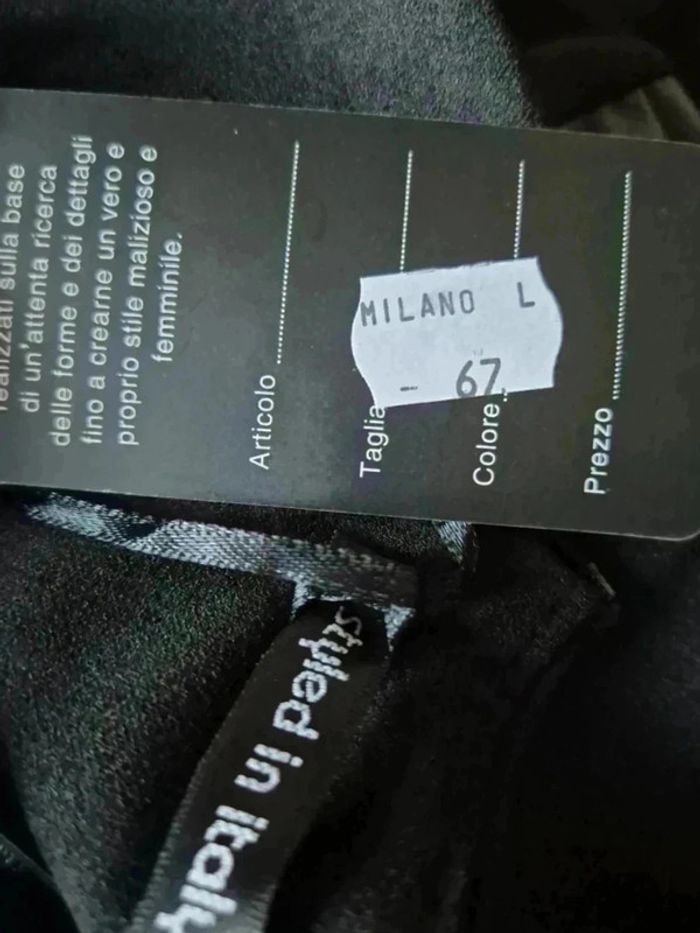 realizzati sulla base
di un'attenta ricerca
delle forme e dei dettagli
fino a crearne un vero e
proprio stile malizioso e
femminile.
Articolo
Taglia
Colore
Prezzo
MILANO L
- 67
styled in italy